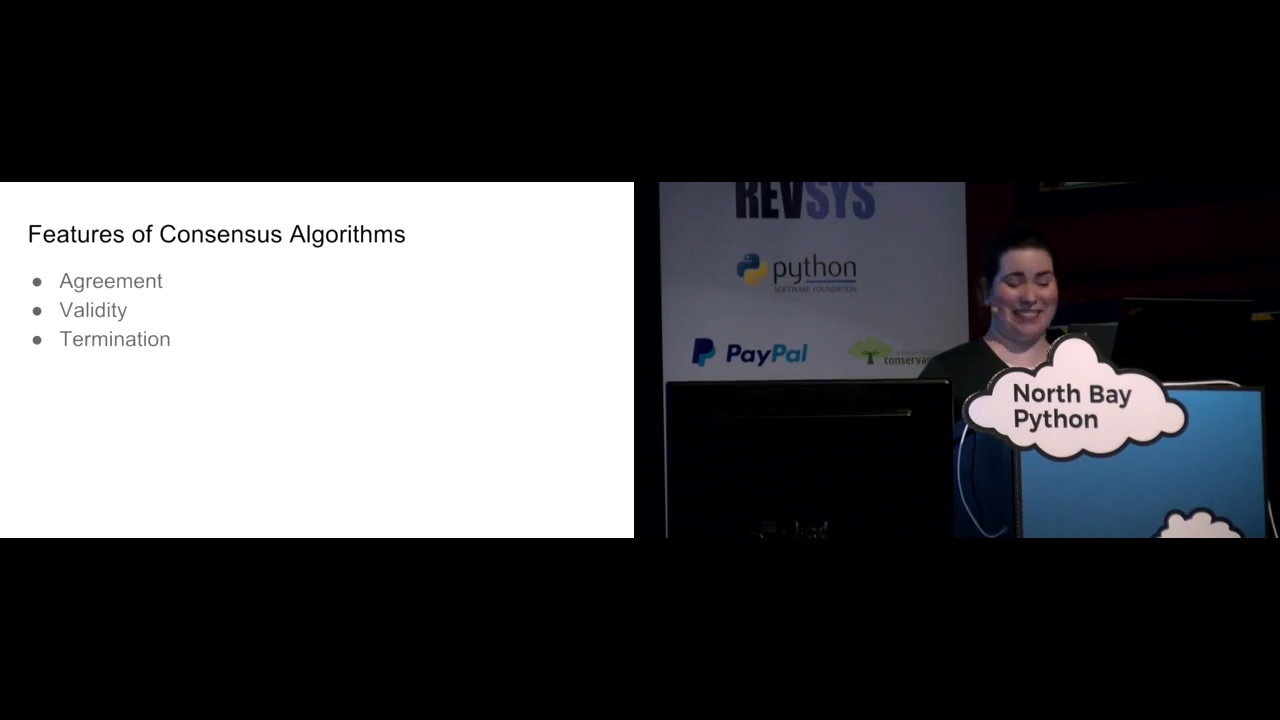 Features of Consensus Algorithms
● Agreement
● Validity
● Termination
REVSYS
python
SOFTWARE FOUNDATION
PayPal
North Bay
Python